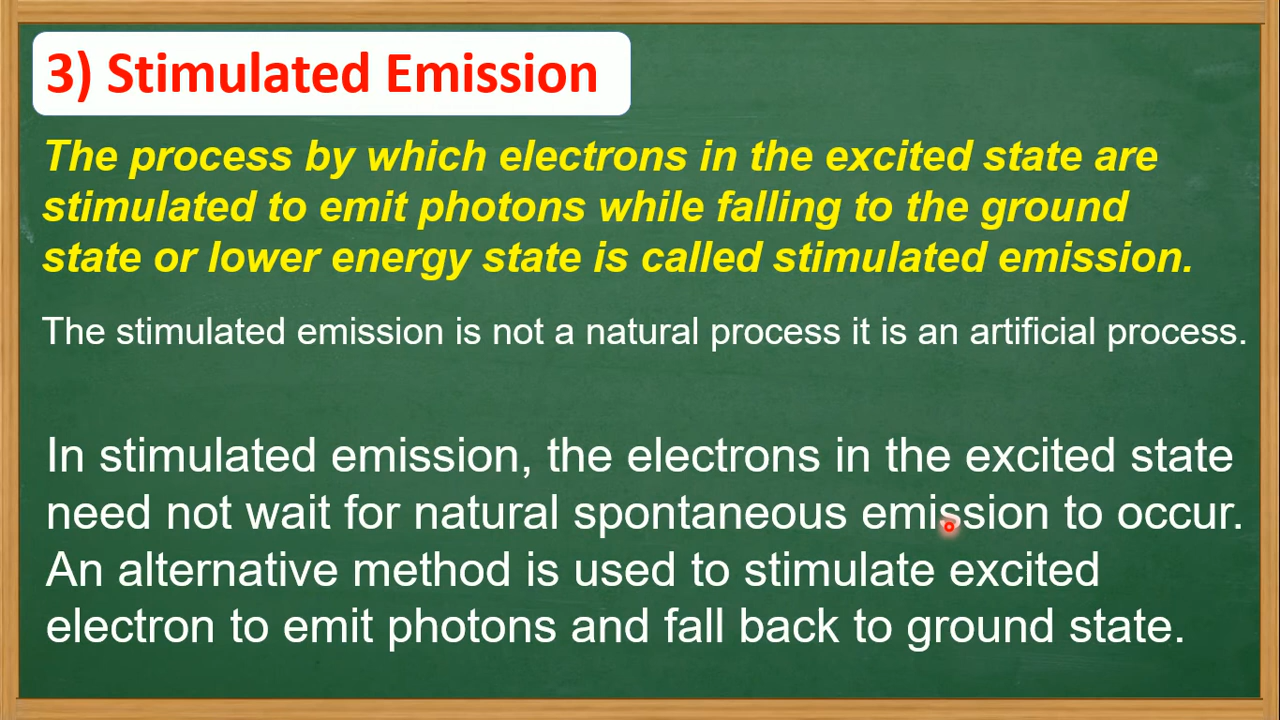 3) Stimulated Emission
The process by which electrons in the excited state are
stimulated to emit photons while falling to the ground
state or lower energy state is called stimulated emission.
The stimulated emission is not a natural process it is an artificial process.
In stimulated emission, the electrons in the excited state
need not wait for natural spontaneous emission to occur.
An alternative method is used to stimulate excited
electron to emit photons and fall back to ground state.